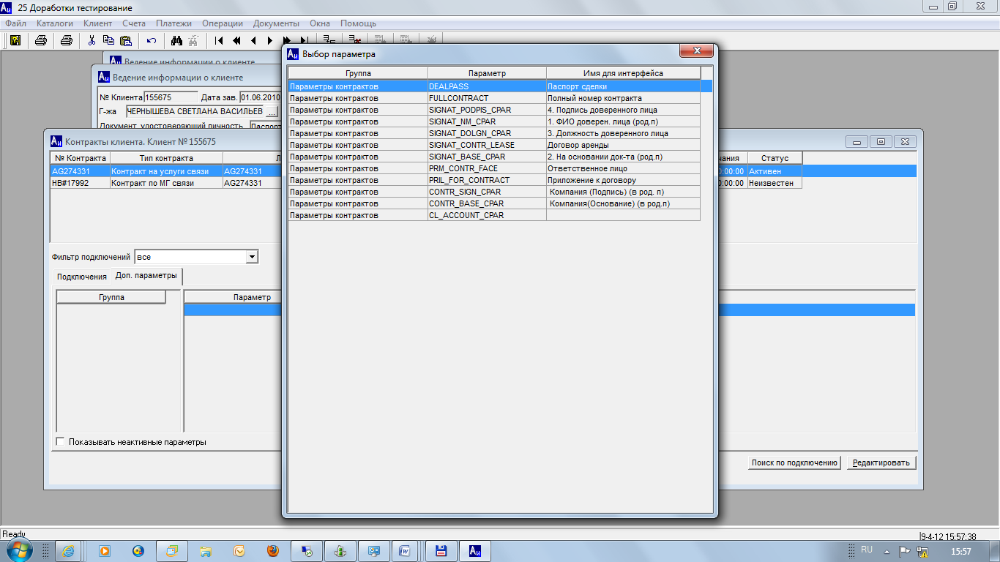 25 Доработки тестирование
Файл Каталоги Клиент Счета Платежи Операции Документы Окна Помощь
Ведение информации о клиенте
Ведение информации о клиенте
№ Клиента 155675 Дата зав. 01.06.2010
Г-жа ЧЕРНЫШЕВА СВЕТЛАНА ВАСИЛЬЕВ ...
Документ, удостоверяющий личность Паспорт
Контракты клиента. Клиент № 155675
№ Контракта Тип контракта Л
AG274331 Контракт на услуги связи AG274331
HB#17992 Контракт по МГ связи AG274331
чания Статус
0:00:00 Активен
0:00:00 Неизвестен
Фильтр подключений все
Подключения Доп. параметры
Группа Параметр
Показывать неактивные параметры
Поиск по подключению Редактировать
Выбор параметра
Группа Параметр Имя для интерфейса
Параметры контрактов DEALPASS Паспорт сделки
Параметры контрактов FULLCONTRACT Полный номер контракта
Параметры контрактов SIGNAT_PODPIS_CPAR 4. Подпись доверенного лица
Параметры контрактов SIGNAT_NM_CPAR 1. ФИО доверен. лица (род.п)
Параметры контрактов SIGNAT_DOLGN_CPAR 3. Должность доверенного лица
Параметры контрактов SIGNAT_CONTR_LEASE Договор аренды
Параметры контрактов SIGNAT_BASE_CPAR 2. На основании док-та (род.п)
Параметры контрактов PRM_CONTR_FACE Ответственное лицо
Параметры контрактов PRIL_FOR_CONTRACT Приложение к договору
Параметры контрактов CONTR_SIGN_CPAR Компания (Подпись) (в род. п)
Параметры контрактов CONTR_BASE_CPAR Компания(Основание) (в род.п)
Параметры контрактов CL_ACCOUNT_CPAR
Ready
9-4-12 15:57:38
RU 15:57